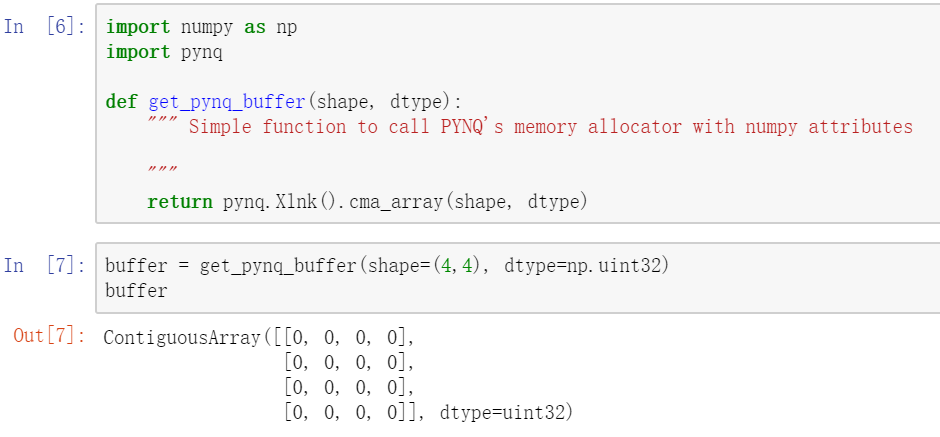 In [6]:
import numpy as np
import pynq
def get_pynq_buffer(shape, dtype):
""" Simple function to call PYNQ's memory allocator with numpy attributes
"""
return pynq.Xlnk().cma_array(shape, dtype)
In [7]:
buffer = get_pynq_buffer(shape=(4,4), dtype=np.uint32)
buffer
Out[7]:
ContiguousArray([[0, 0, 0, 0],
[0, 0, 0, 0],
[0, 0, 0, 0],
[0, 0, 0, 0]], dtype=uint32)